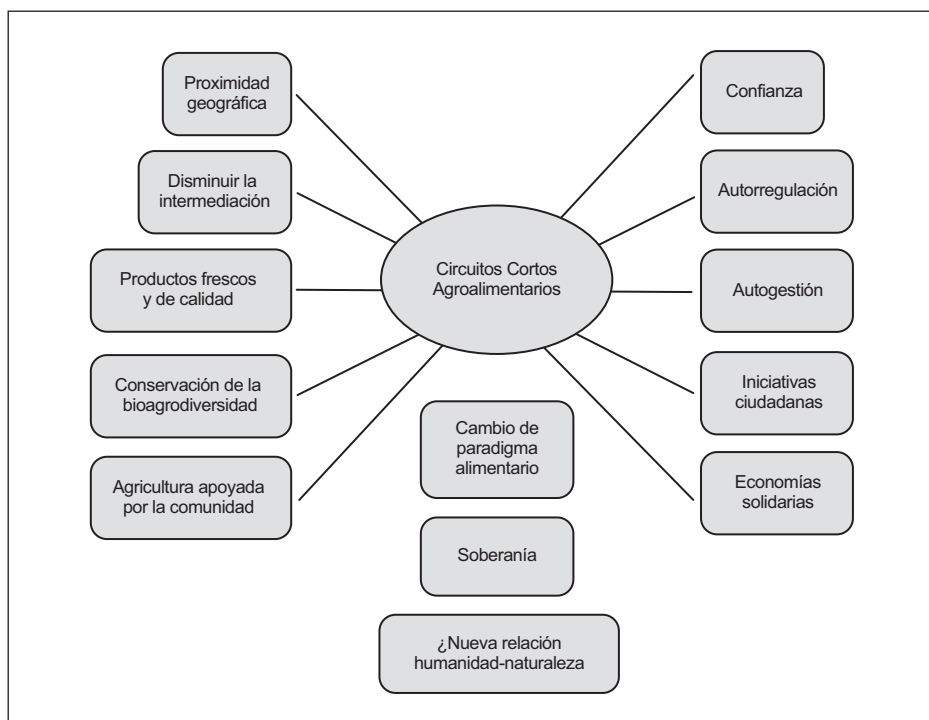 Proximidad
geográfica
Disminuir la
intermediación
Productos frescos
y de calidad
Conservación de la
bioagrodiversidad
Agricultura apoyada
por la comunidad
Circuitos Cortos
Agroalimentarios
Cambio de
paradigma
alimentario
Soberanía
¿Nueva relación
humanidad-naturaleza
Confianza
Autorregulación
Autogestión
Iniciativas
ciudadanas
Economías
solidarias